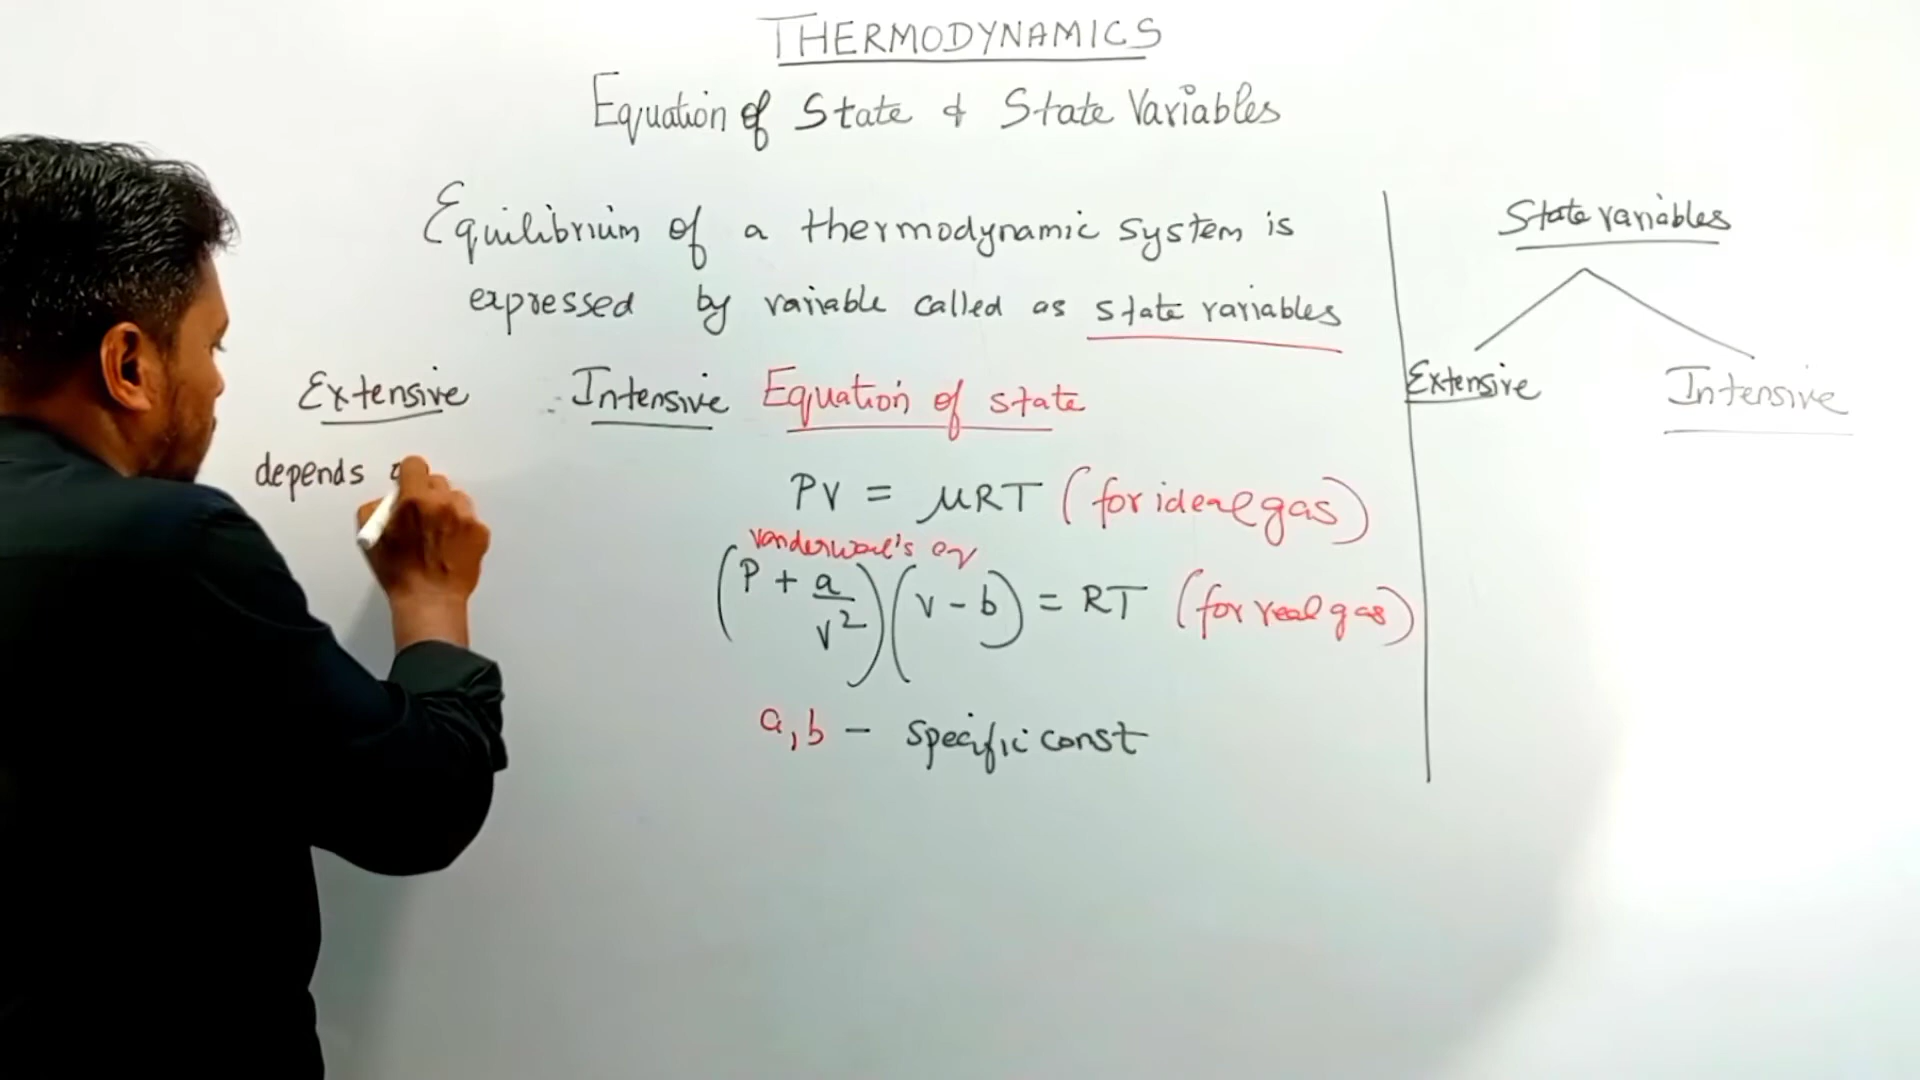 THERMODYNAMICS
Equation of State & State Variables
Equilibrium of a thermodynamic system is
expressed by variable called as state variables
Extensive
depends
Intensive
Equation of state
PV = μRT (for ideal gas)
vanderwaal's eq
(P + a/v²)(v - b) = RT (for real gas)
a, b - specific const
State variables
Extensive
Intensive